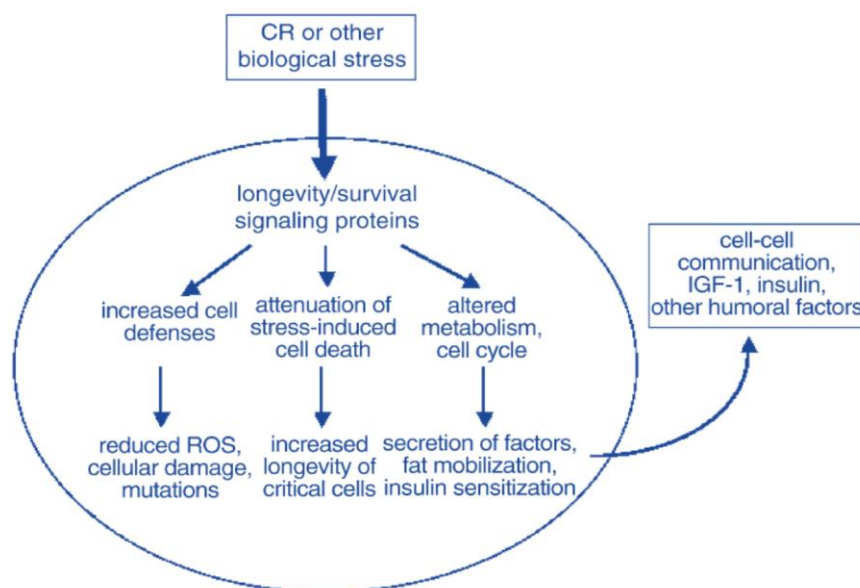 CR or other
biological stress
longevity/survival
signaling proteins
increased cell
defenses
attenuation of
stress-induced
cell death
altered
metabolism,
cell cycle
reduced ROS,
cellular damage,
mutations
increased
longevity of
critical cells
secretion of factors,
fat mobilization,
insulin sensitization
cell-cell
communication,
IGF-1, insulin,
other humoral factors